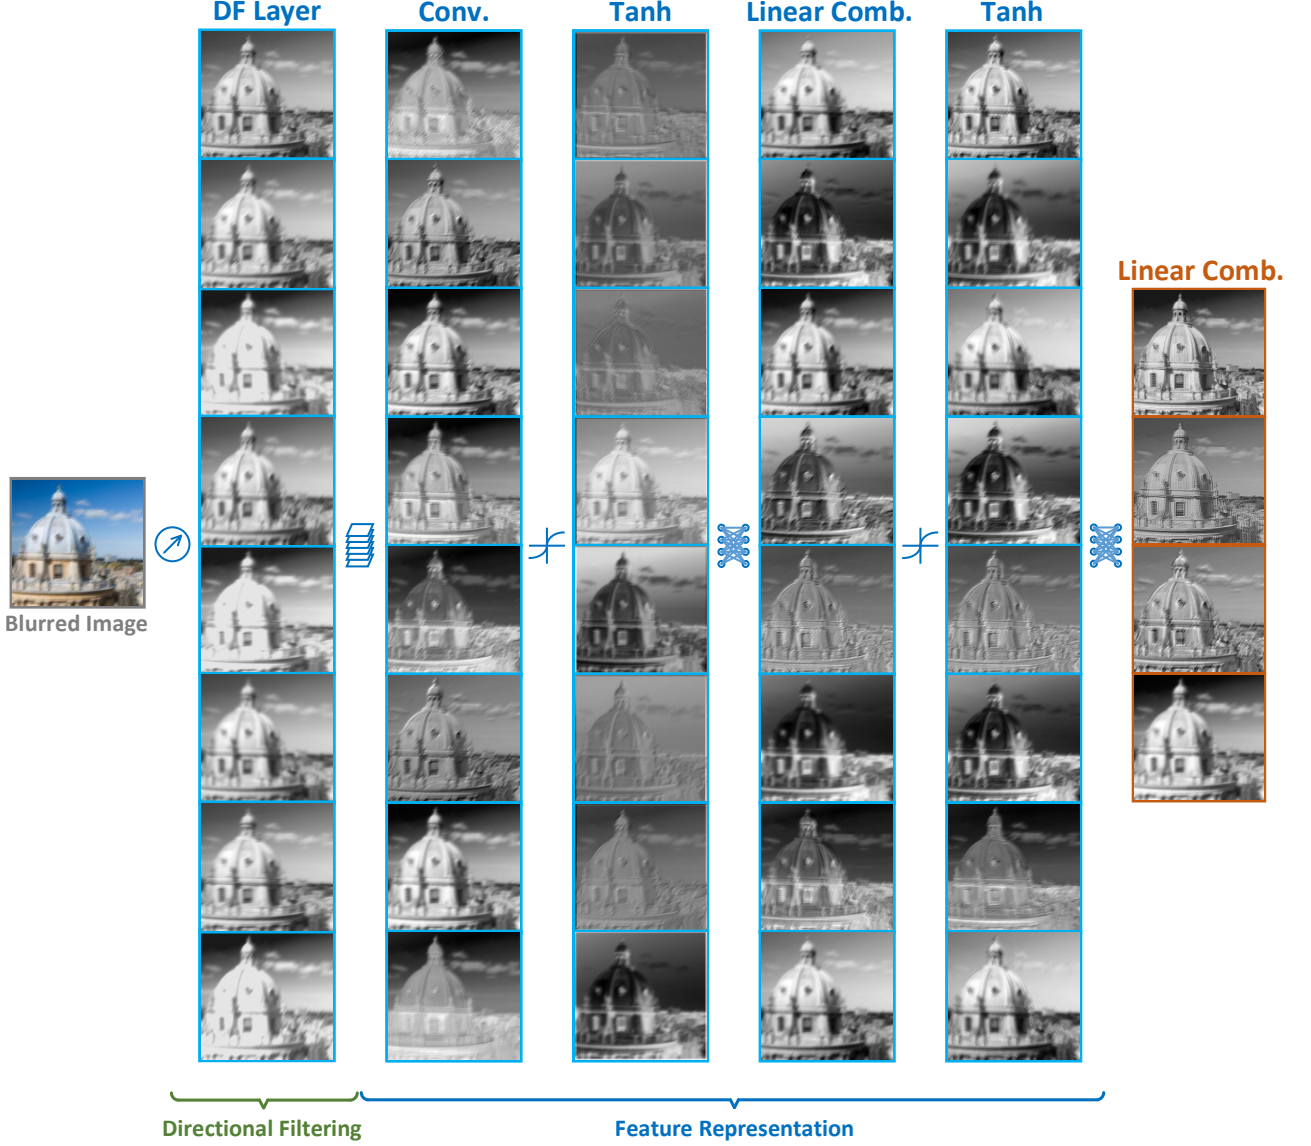 DF Layer
Conv.
Tanh
Linear Comb.
Tanh
Linear Comb.
Blurred Image
Directional Filtering
Feature Representation